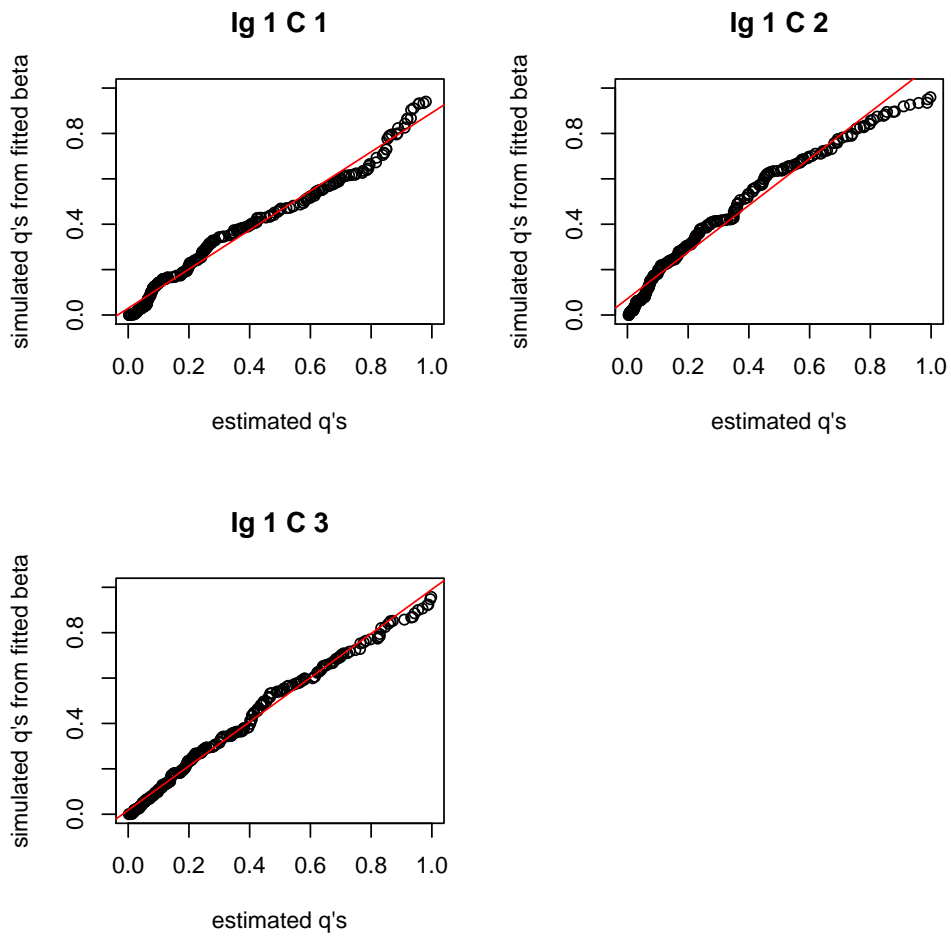 Ig 1 C 1
simulated q's from fitted beta
0.8
0.4
0.0
0.0 0.2 0.4 0.6 0.8 1.0
estimated q's
Ig 1 C 2
simulated q's from fitted beta
0.8
0.4
0.0
0.0 0.2 0.4 0.6 0.8 1.0
estimated q's
Ig 1 C 3
simulated q's from fitted beta
0.8
0.4
0.0
0.0 0.2 0.4 0.6 0.8 1.0
estimated q's